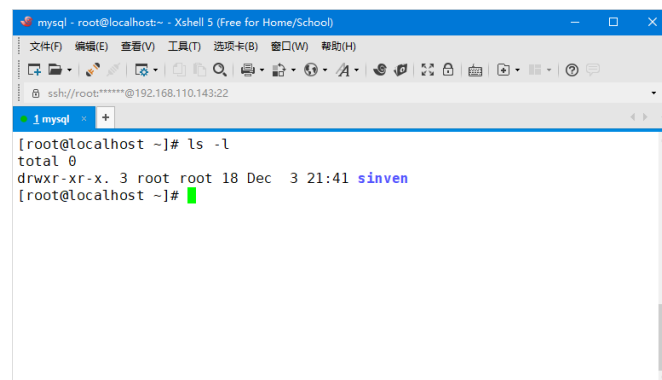 mysql - root@localhost:~ - Xshell 5 (Free for Home/School)
文件(F) 编辑(E) 查看(V) 工具(T) 选项卡(B) 窗口(W) 帮助(H)
ssh://root:******@192.168.110.143:22
1 mysql × +
[root@localhost ~]# ls -l
total 0
drwxr-xr-x. 3 root root 18 Dec  3 21:41 sinven
[root@localhost ~]#